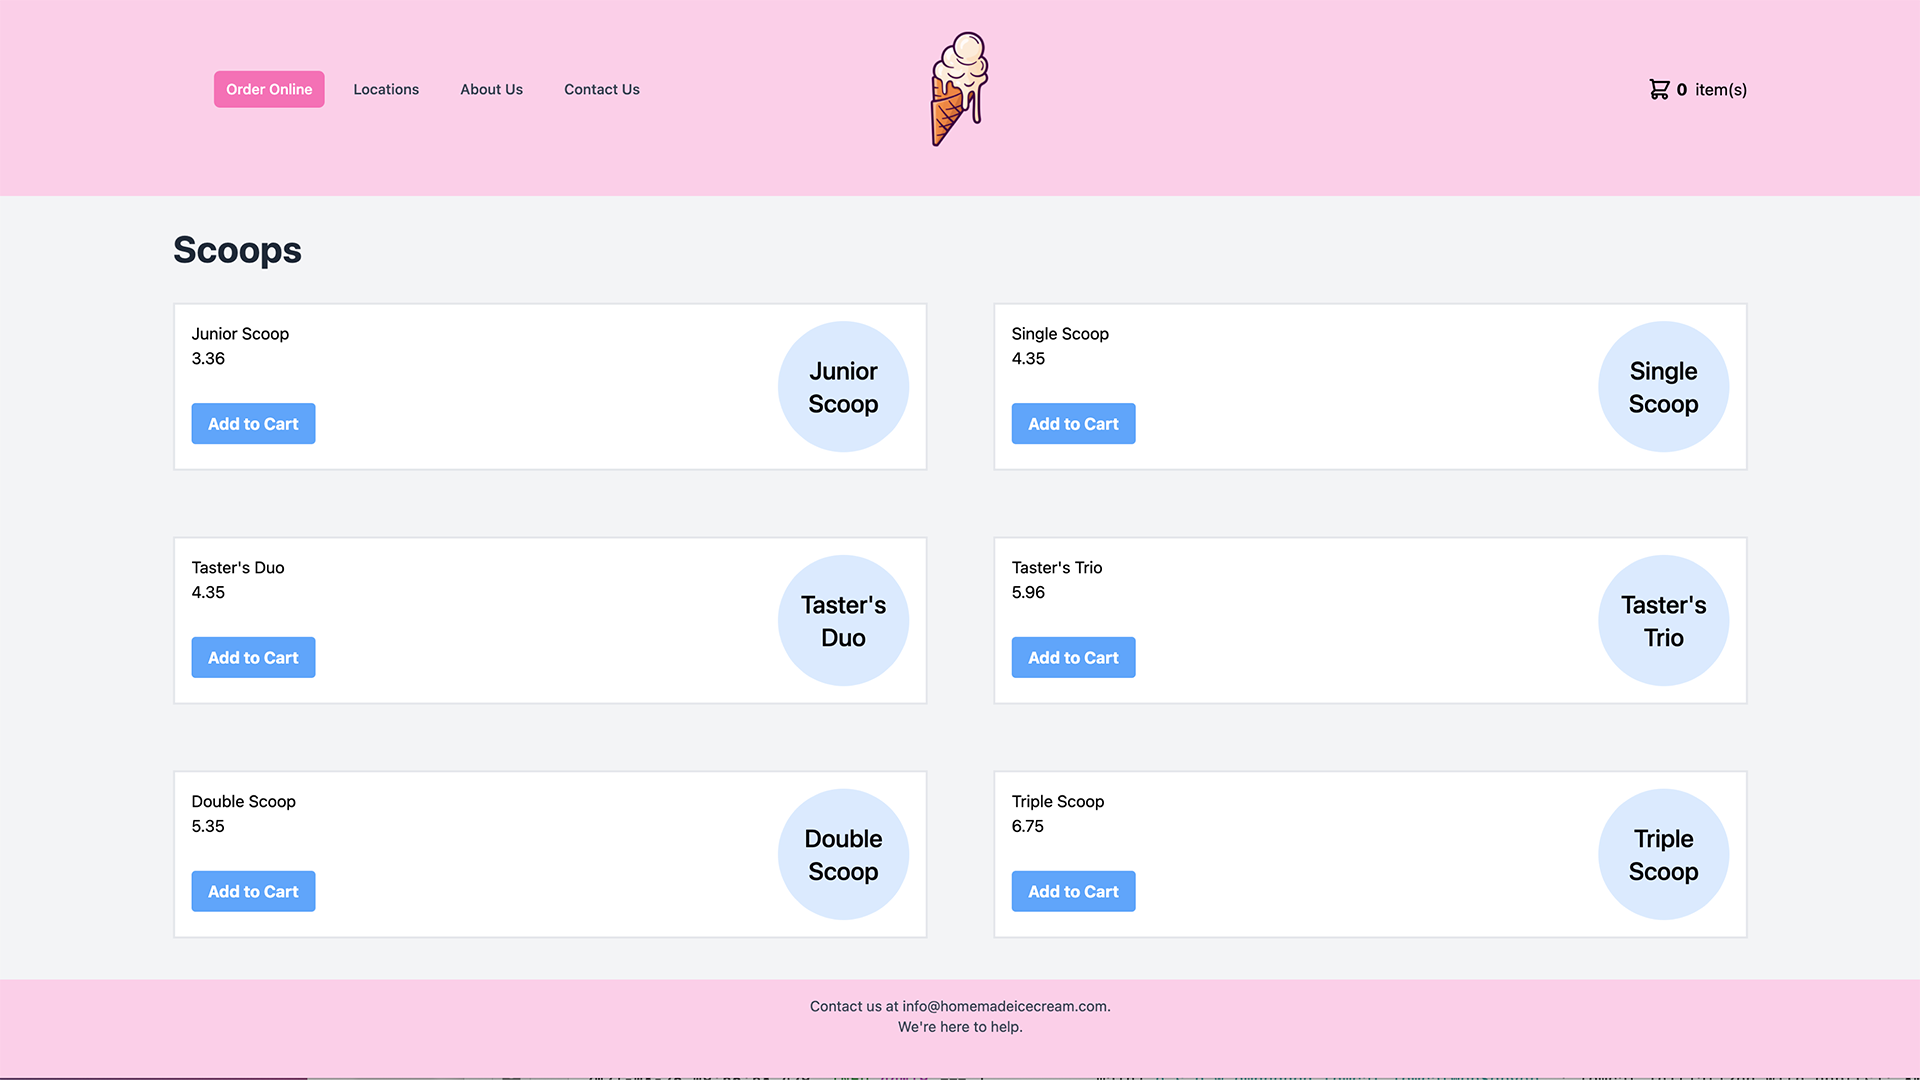 Order Online
Locations
About Us
Contact Us
0 item(s)
Scoops
Junior Scoop
3.36
Add to Cart
Junior
Scoop
Single Scoop
4.35
Add to Cart
Single
Scoop
Taster's Duo
4.35
Add to Cart
Taster's
Duo
Taster's Trio
5.96
Add to Cart
Taster's
Trio
Double Scoop
5.35
Add to Cart
Double
Scoop
Triple Scoop
6.75
Add to Cart
Triple
Scoop
Contact us at info@homemadeicecream.com.
We're here to help.